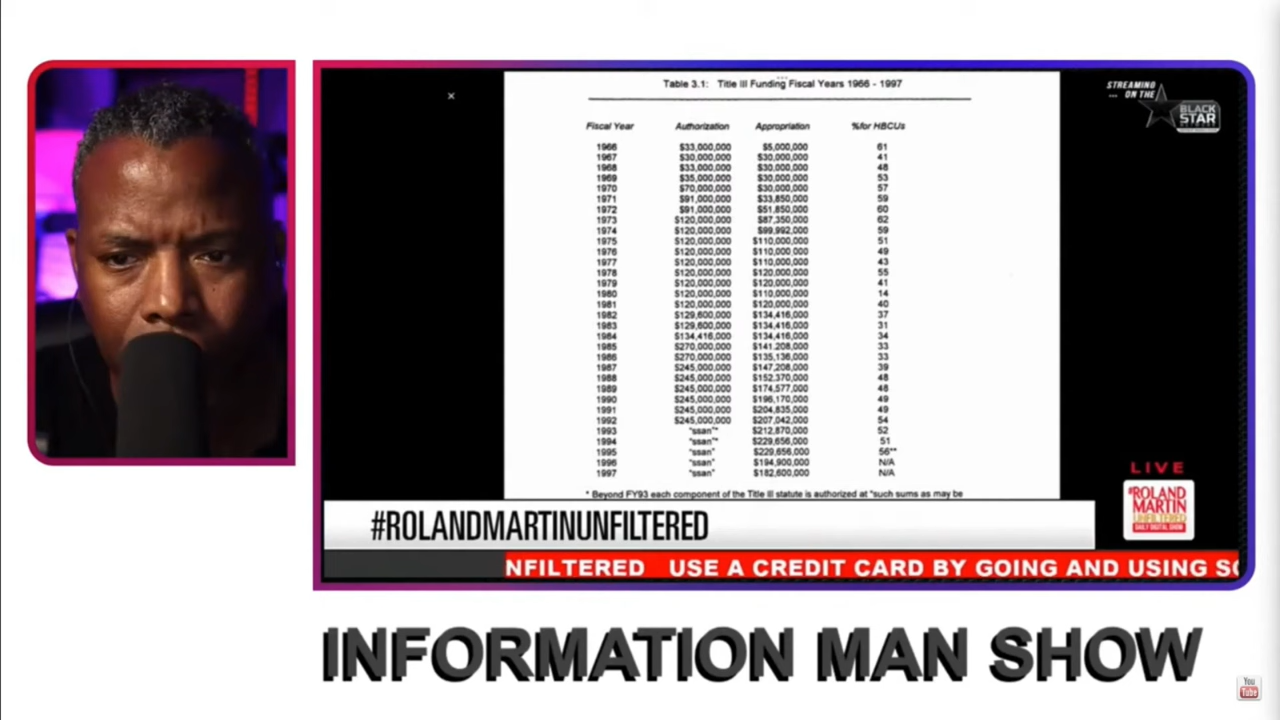 Table 3.1: Title III Funding Fiscal Years 1966 - 1997
Fiscal Year Authorization Appropriation %for HBCUs
1966 $33,000,000 $5,000,000 61
1967 $30,000,000 $30,000,000 41
1968 $33,000,000 $30,000,000 48
1969 $35,000,000 $30,000,000 53
1970 $70,000,000 $30,000,000 57
1971 $91,000,000 $33,850,000 59
1972 $91,000,000 $51,850,000 60
1973 $120,000,000 $87,350,000 62
1974 $120,000,000 $99,992,000 59
1975 $120,000,000 $110,000,000 51
1976 $120,000,000 $110,000,000 49
1977 $120,000,000 $110,000,000 43
1978 $120,000,000 $120,000,000 55
1979 $120,000,000 $120,000,000 41
1980 $120,000,000 $110,000,000 14
1981 $120,000,000 $120,000,000 40
1982 $129,600,000 $134,416,000 37
1983 $129,600,000 $134,416,000 31
1984 $134,416,000 $134,416,000 34
1985 $270,000,000 $141,208,000 33
1986 $270,000,000 $135,136,000 33
1987 $245,000,000 $147,208,000 39
1988 $245,000,000 $152,370,000 48
1989 $245,000,000 $174,577,000 48
1990 $245,000,000 $196,170,000 49
1991 $245,000,000 $204,835,000 49
1992 $245,000,000 $207,042,000 54
1993 "ssan"* $212,870,000 52
1994 "ssan"* $229,656,000 51
1995 "ssan" $229,656,000 56**
1996 "ssan" $194,900,000 N/A
1997 "ssan" $182,600,000 N/A
* Beyond FY93 each component of the Title III statute is authorized at "such sums as may be
STREAMING
... ON THE
BLACK
STAR
LIVE
#ROLAND
MARTIN
UNFILTERED
DAILY DIGITAL SHOW
#ROLANDMARTINUNFILTERED
NFILTERED USE A CREDIT CARD BY GOING AND USING
INFORMATION MAN SHOW
You
Tube